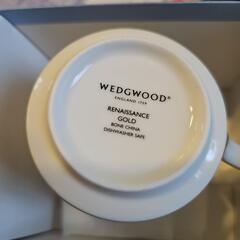 WEDGWOOD®
ENGLAND 1759
RENAISSANCE
GOLD
BONE CHINA
DISHWASHER SAFE